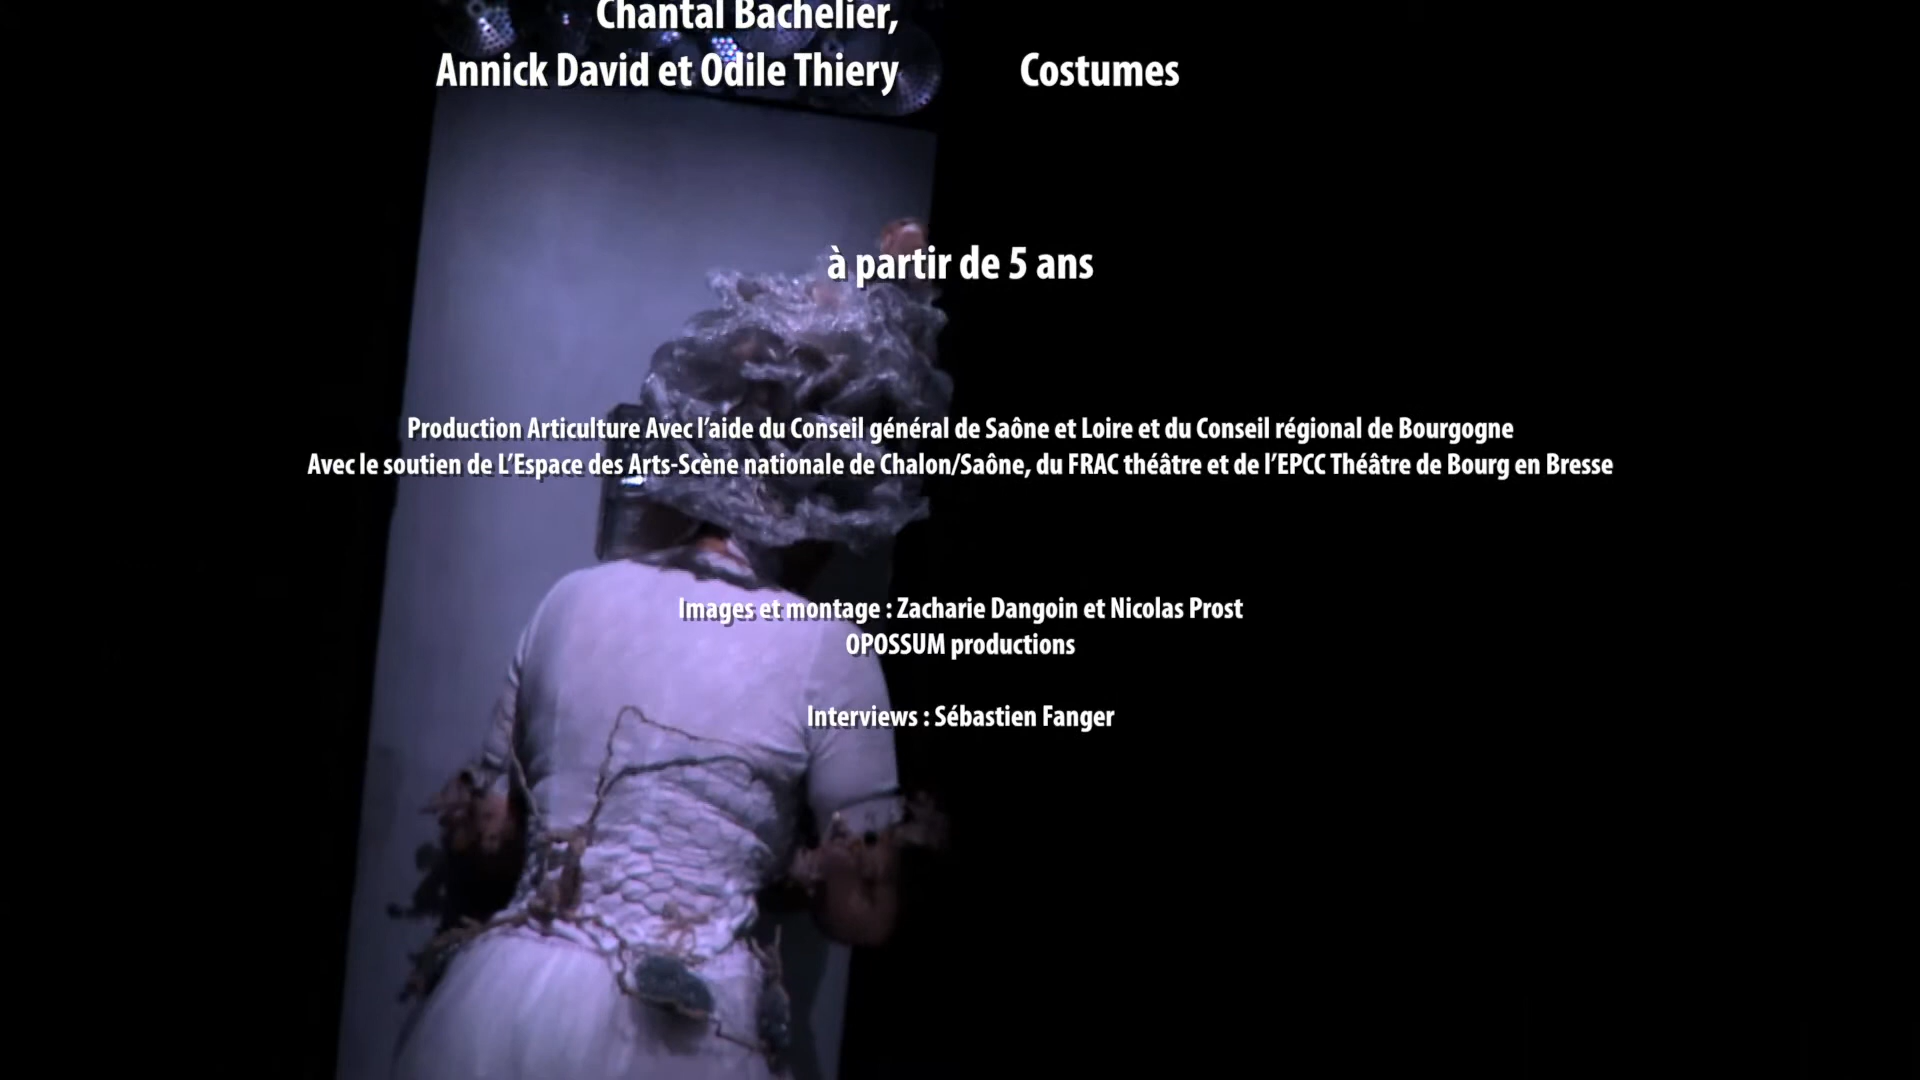 Chantal Bachelier,
Annick David et Odile Thiery Costumes
à partir de 5 ans
Production Articulture Avec l’aide du Conseil général de Saône et Loire et du Conseil régional de Bourgogne
Avec le soutien de L’Espace des Arts-Scène nationale de Chalon/Saône, du FRAC théâtre et de l’EPCC Théâtre de Bourg en Bresse
Images et montage : Zacharie Dangoin et Nicolas Prost
OPOSSUM productions
Interviews : Sébastien Fanger